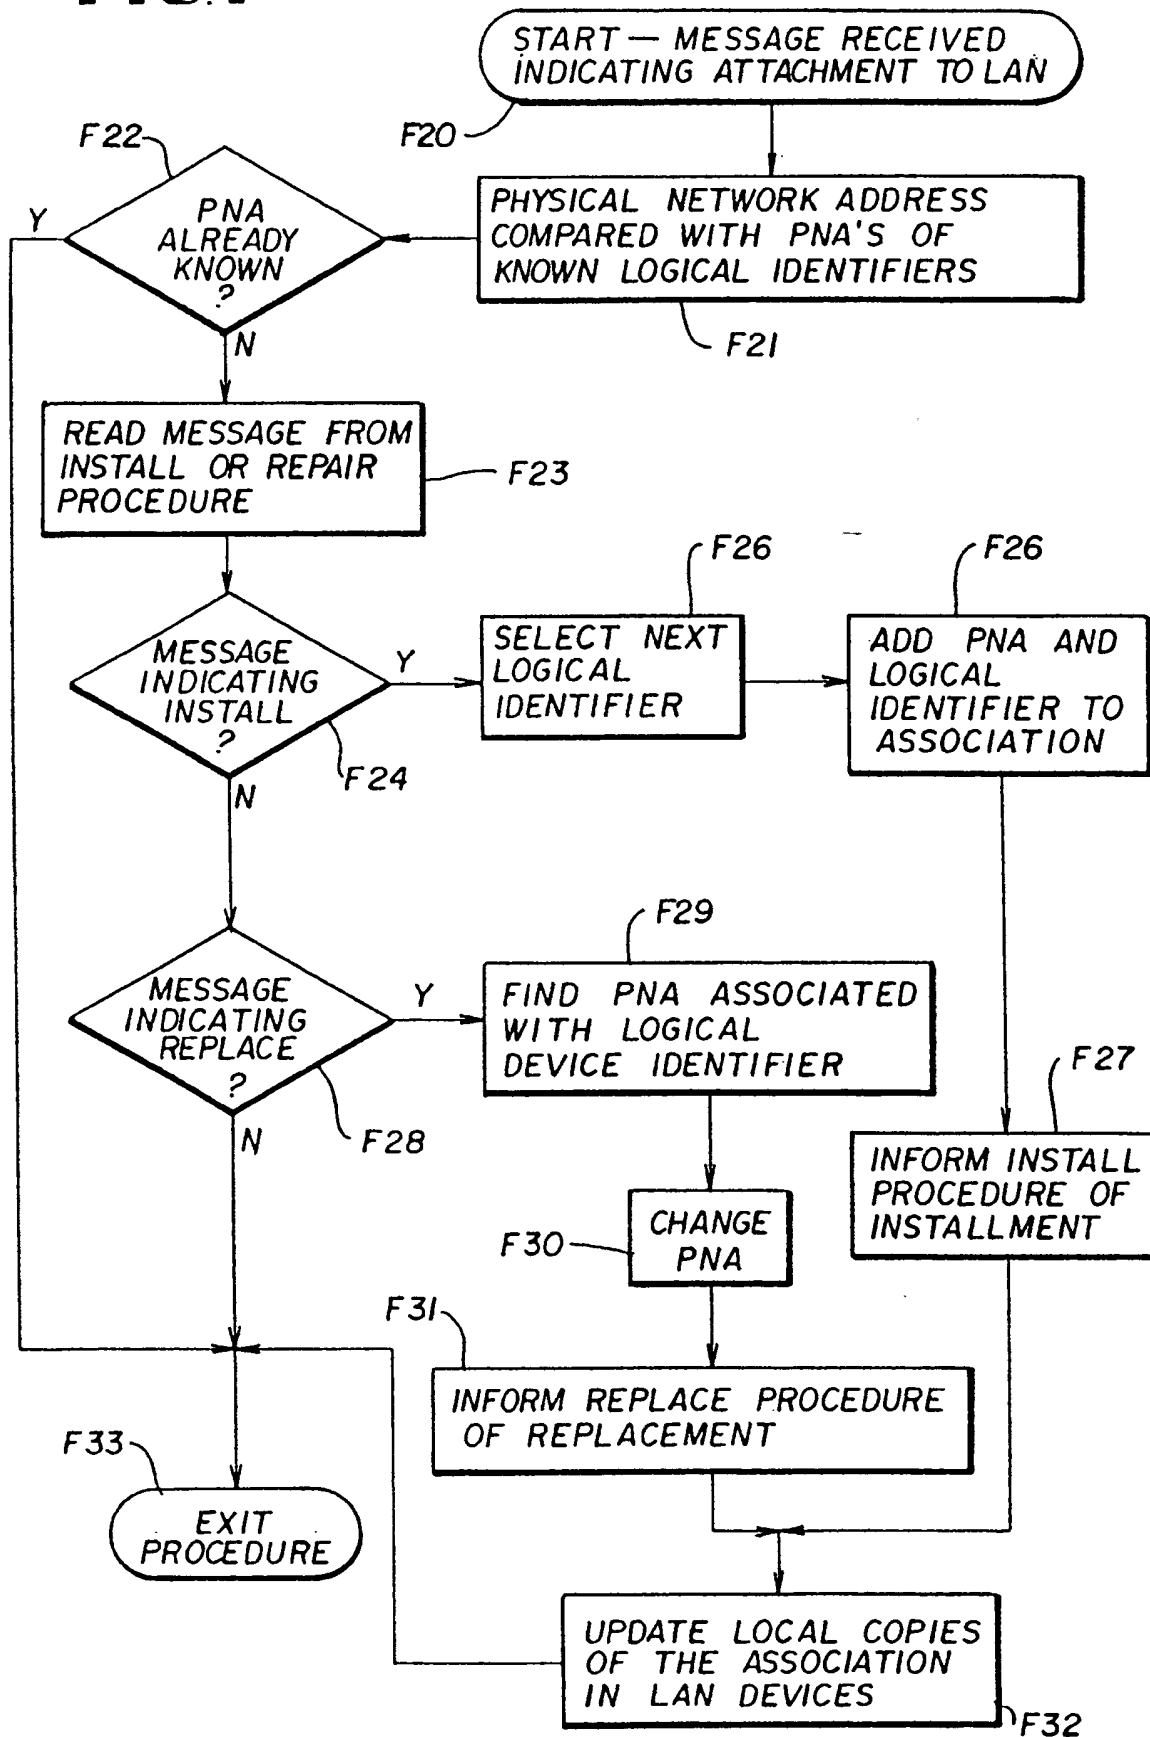 START — MESSAGE RECEIVED
INDICATING ATTACHMENT TO LAN
F20
F22
PHYSICAL NETWORK ADDRESS
COMPARED WITH PNA'S OF
KNOWN LOGICAL IDENTIFIERS
F21
Y
PNA
ALREADY
KNOWN
?
N
READ MESSAGE FROM
INSTALL OR REPAIR
PROCEDURE
F23
MESSAGE
INDICATING
INSTALL
?
Y
F24
N
F26
SELECT NEXT
LOGICAL
IDENTIFIER
F26
ADD PNA AND
LOGICAL
IDENTIFIER TO
ASSOCIATION
MESSAGE
INDICATING
REPLACE
?
Y
F28
N
F29
FIND PNA ASSOCIATED
WITH LOGICAL
DEVICE IDENTIFIER
F27
INFORM INSTALL
PROCEDURE OF
INSTALLMENT
F30
CHANGE
PNA
F31
INFORM REPLACE PROCEDURE
OF REPLACEMENT
F33
EXIT
PROCEDURE
UPDATE LOCAL COPIES
OF THE ASSOCIATION
IN LAN DEVICES
F32